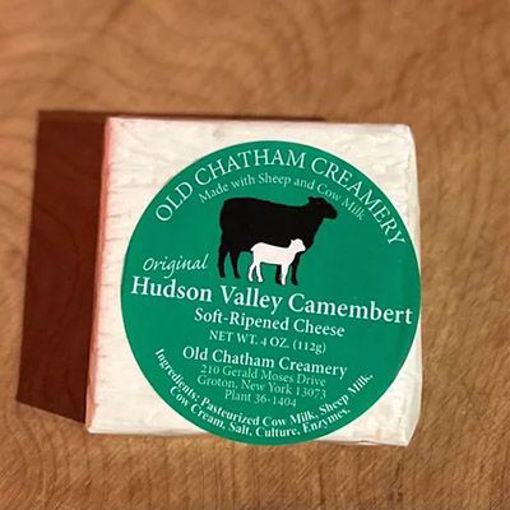 OLD CHATHAM CREAMERY
Made with Sheep and Cow Milk
Original
Hudson Valley Camembert
Soft-Ripened Cheese
NET WT. 4 OZ. (112g)
Old Chatham Creamery
210 Gerald Moses Drive
Groton, New York 13073
Plant 36-1404
Ingredients: Pasteurized Cow Milk, Sheep Milk,
Cow Cream, Salt, Culture, Enzymes.